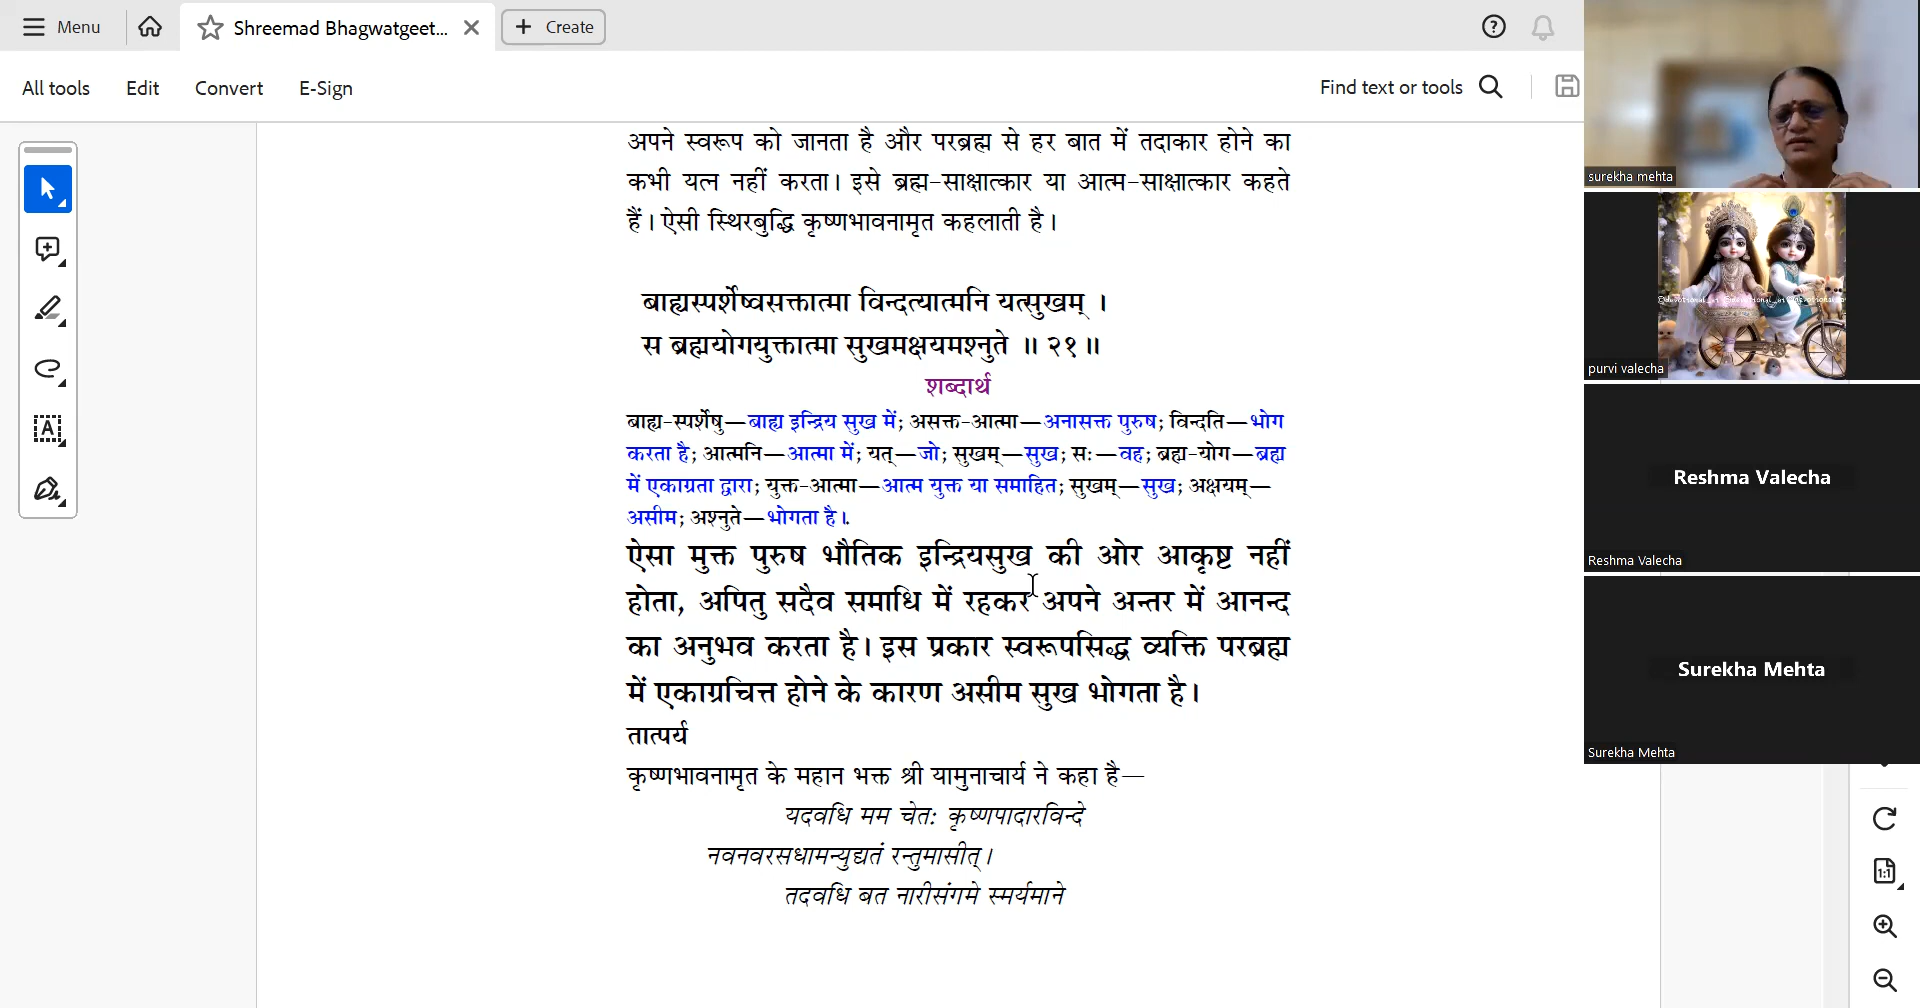 Menu
Shreemad Bhagwatgeet...
Create
All tools
Edit
Convert
E-Sign
Find text or tools
अपने स्वरूप को जानता है और परब्रह्म से हर बात में तदाकार होने का
कभी यत्न नहीं करता। इसे ब्रह्म-साक्षात्कार या आत्म-साक्षात्कार कहते
हैं। ऐसी स्थिरबुद्धि कृष्णभावनामृत कहलाती है।
बाह्यस्पर्शेष्वसक्तात्मा विन्दत्यात्मनि यत्सुखम् ।
स ब्रह्मयोगयुक्तात्मा सुखमक्षयमश्नुते ॥ २१॥
शब्दार्थ
बाह्य-स्पर्शेषु—बाह्य इन्द्रिय सुख में; असक्त-आत्मा—अनासक्त पुरुष; विन्दति—भोग
करता है; आत्मनि—आत्मा में; यत्—जो; सुखम्—सुख; सः—वह; ब्रह्म-योग—ब्रह्म
में एकाग्रता द्वारा; युक्त-आत्मा—आत्म युक्त या समाहित; सुखम्—सुख; अक्षयम्—
असीम; अश्नुते—भोगता है।.
ऐसा मुक्त पुरुष भौतिक इन्द्रियसुख की ओर आकृष्ट नहीं
होता, अपितु सदैव समाधि में रहकर अपने अन्तर में आनन्द
का अनुभव करता है। इस प्रकार स्वरूपसिद्ध व्यक्ति परब्रह्म
में एकाग्रचित्त होने के कारण असीम सुख भोगता है।
तात्पर्य
कृष्णभावनामृत के महान भक्त श्री यामुनाचार्य ने कहा है—
यदवधि मम चेतः कृष्णपादारविन्दे
नवनवरसधामन्युद्यतं रन्तुमासीत्।
तदवधि बत नारीसंगमे स्मर्यमाने
surekha mehta
purvi valecha
Reshma Valecha
Reshma Valecha
Surekha Mehta
Surekha Mehta
1:1